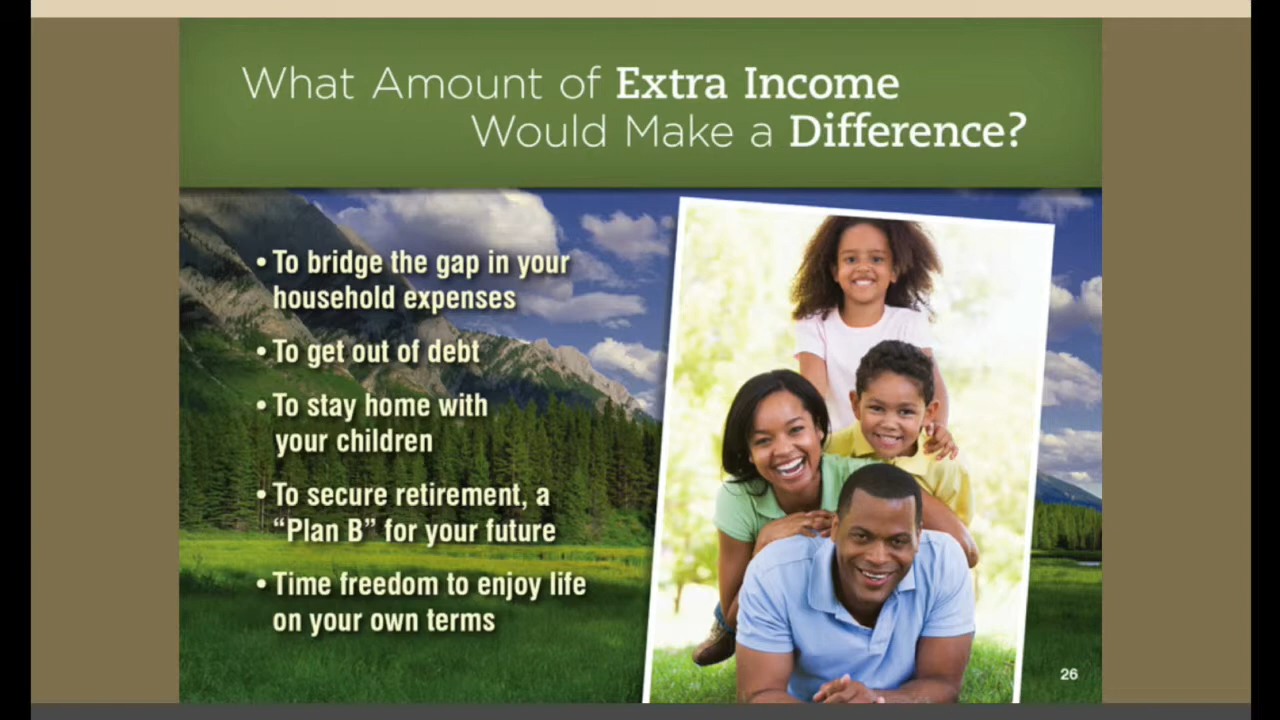 What Amount of Extra Income
Would Make a Difference?
• To bridge the gap in your
household expenses
• To get out of debt
• To stay home with
your children
• To secure retirement, a
“Plan B” for your future
• Time freedom to enjoy life
on your own terms
26